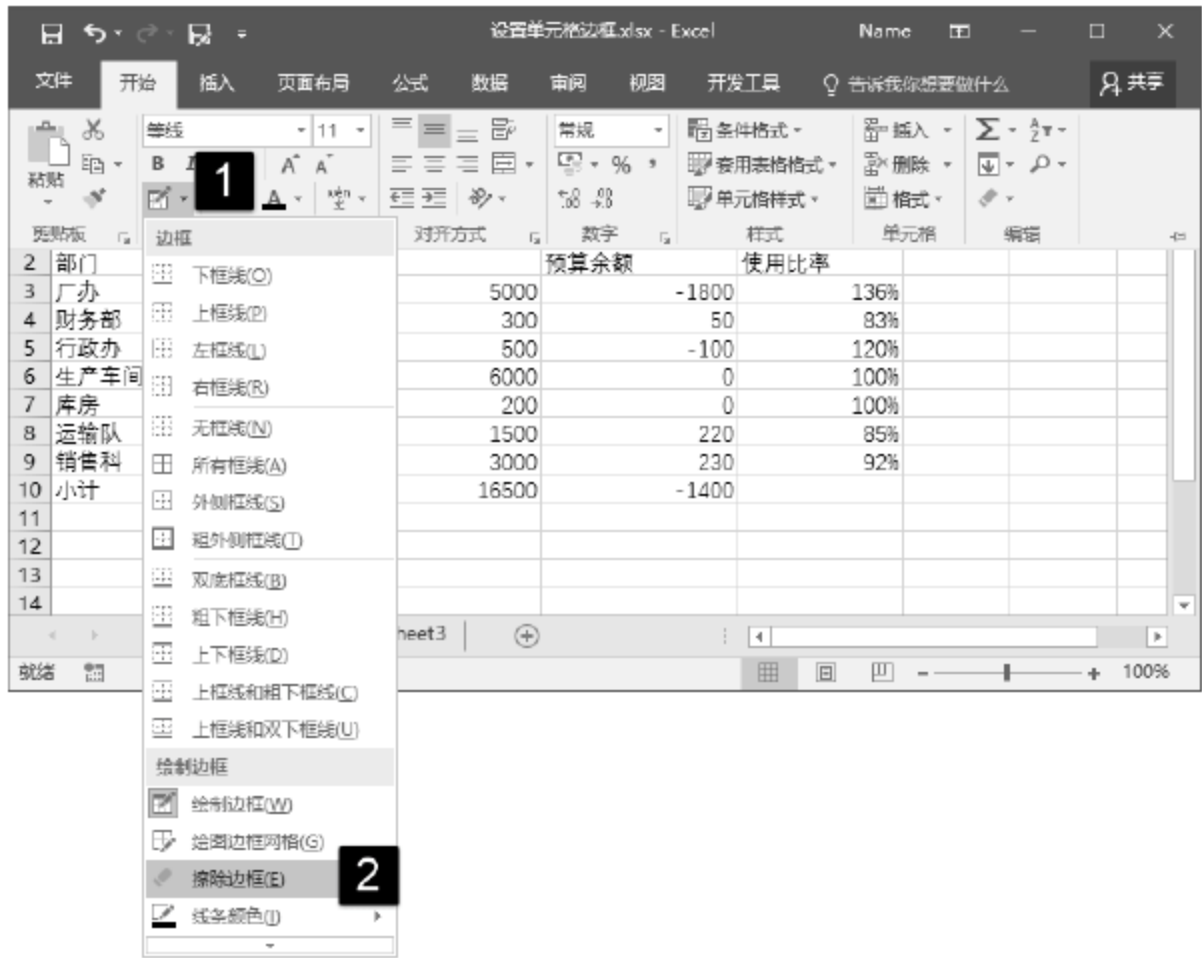 设置单元格边框.xlsx - Excel Name
文件 开始 插入 页面布局 公式 数据 审阅 视图 开发工具 告诉我你想要做什么 共享
等线 11 常规 条件格式 插入
粘贴 B % 套用表格格式 删除
1
A 单元格样式 格式
剪贴板 对齐方式 数字 样式 单元格 编辑
边框
2 部门 预算余额 使用比率
3 厂办 5000 -1800 136%
4 财务部 300 50 83%
5 行政办 500 -100 120%
6 生产车间 6000 0 100%
7 库房 200 0 100%
8 运输队 1500 220 85%
9 销售科 3000 230 92%
10 小计 16500 -1400
11
12
13
14
下框线(O)
上框线(P)
左框线(L)
右框线(R)
无框线(N)
所有框线(A)
外侧框线(S)
粗外侧框线(T)
双底框线(B)
粗下框线(H)
上下框线(D)
上框线和粗下框线(C)
上框线和双下框线(U)
绘制边框
绘制边框(W)
绘图边框网格(G)
擦除边框(E)
2
线条颜色(I)
heet3
就绪 100%